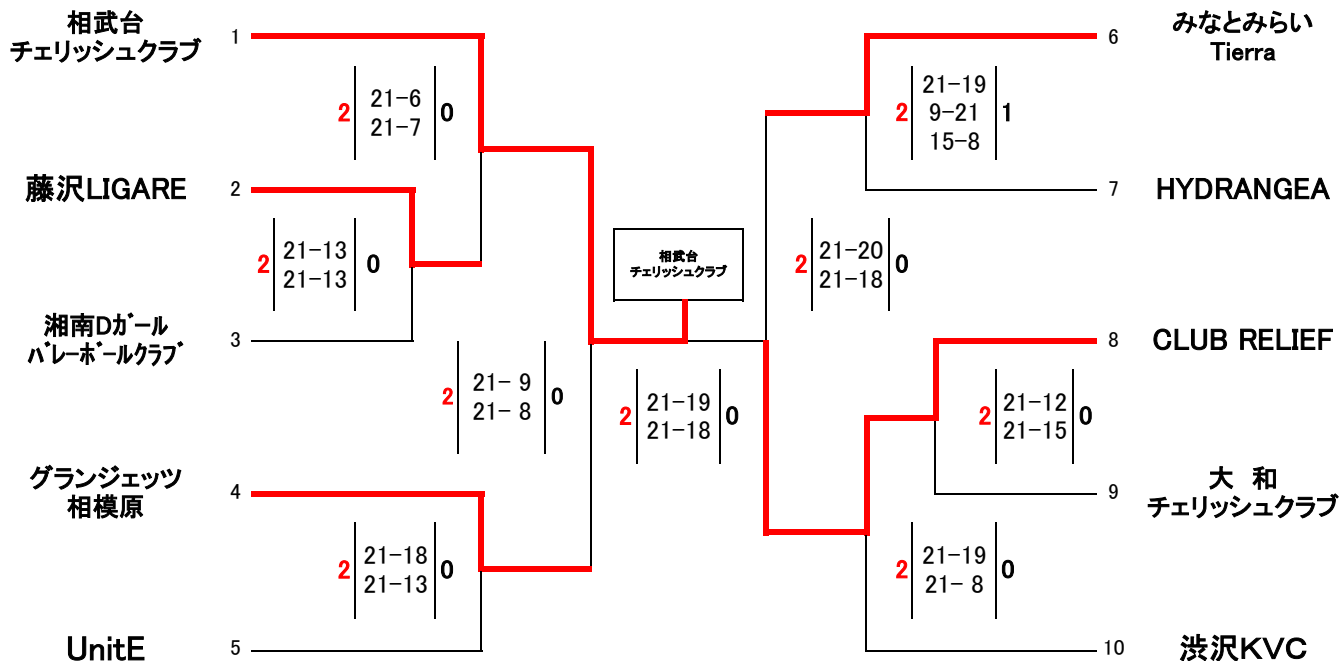 相武台
チェリッシュクラブ
1
2
21-6
21-7
0
藤沢LIGARE
2
2
21-13
21-13
0
湘南Dガール
バレーボールクラブ
3
2
21- 9
21- 8
0
グランジェッツ
相模原
4
2
21-18
21-13
0
UnitE
5
相武台
チェリッシュクラブ
2
21-19
21-18
0
6
みなとみらい
Tierra
2
21-19
9-21
15-8
1
7
HYDRANGEA
2
21-20
21-18
0
8
CLUB RELIEF
2
21-12
21-15
0
9
大 和
チェリッシュクラブ
2
21-19
21- 8
0
10
渋沢KVC